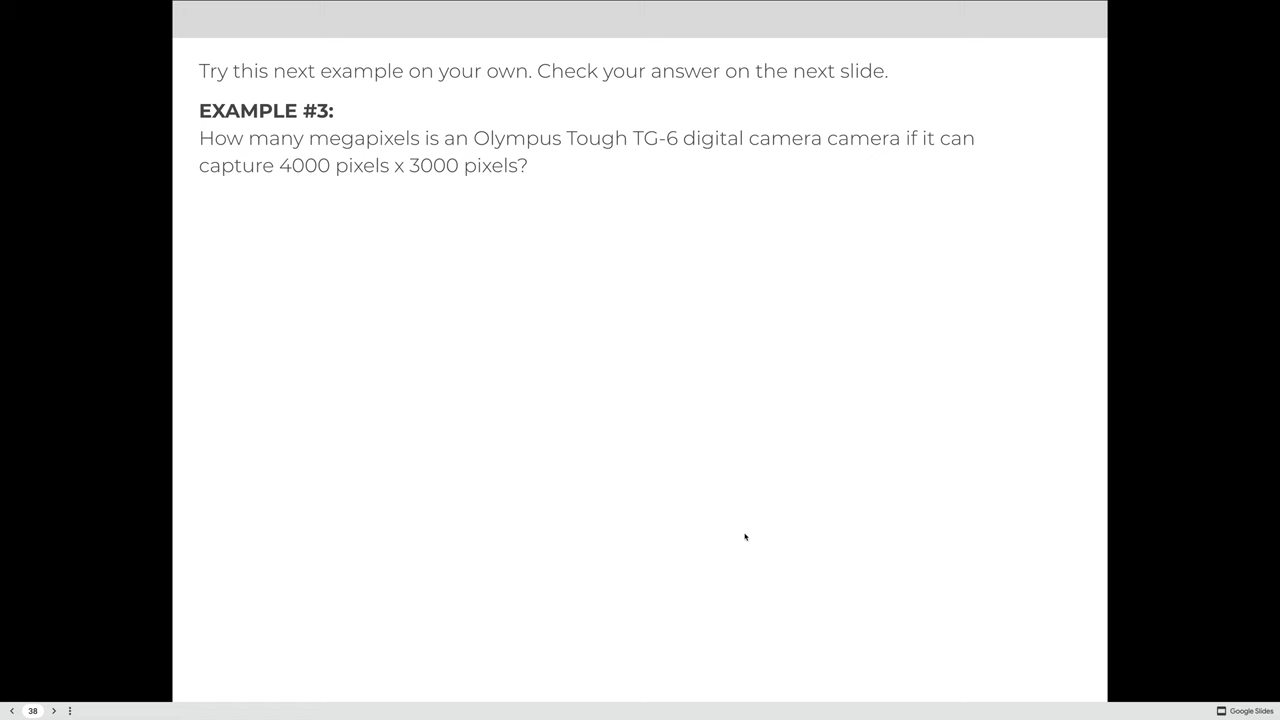 Try this next example on your own. Check your answer on the next slide.
EXAMPLE #3:
How many megapixels is an Olympus Tough TG-6 digital camera camera if it can
capture 4000 pixels x 3000 pixels?
38
Google Slides